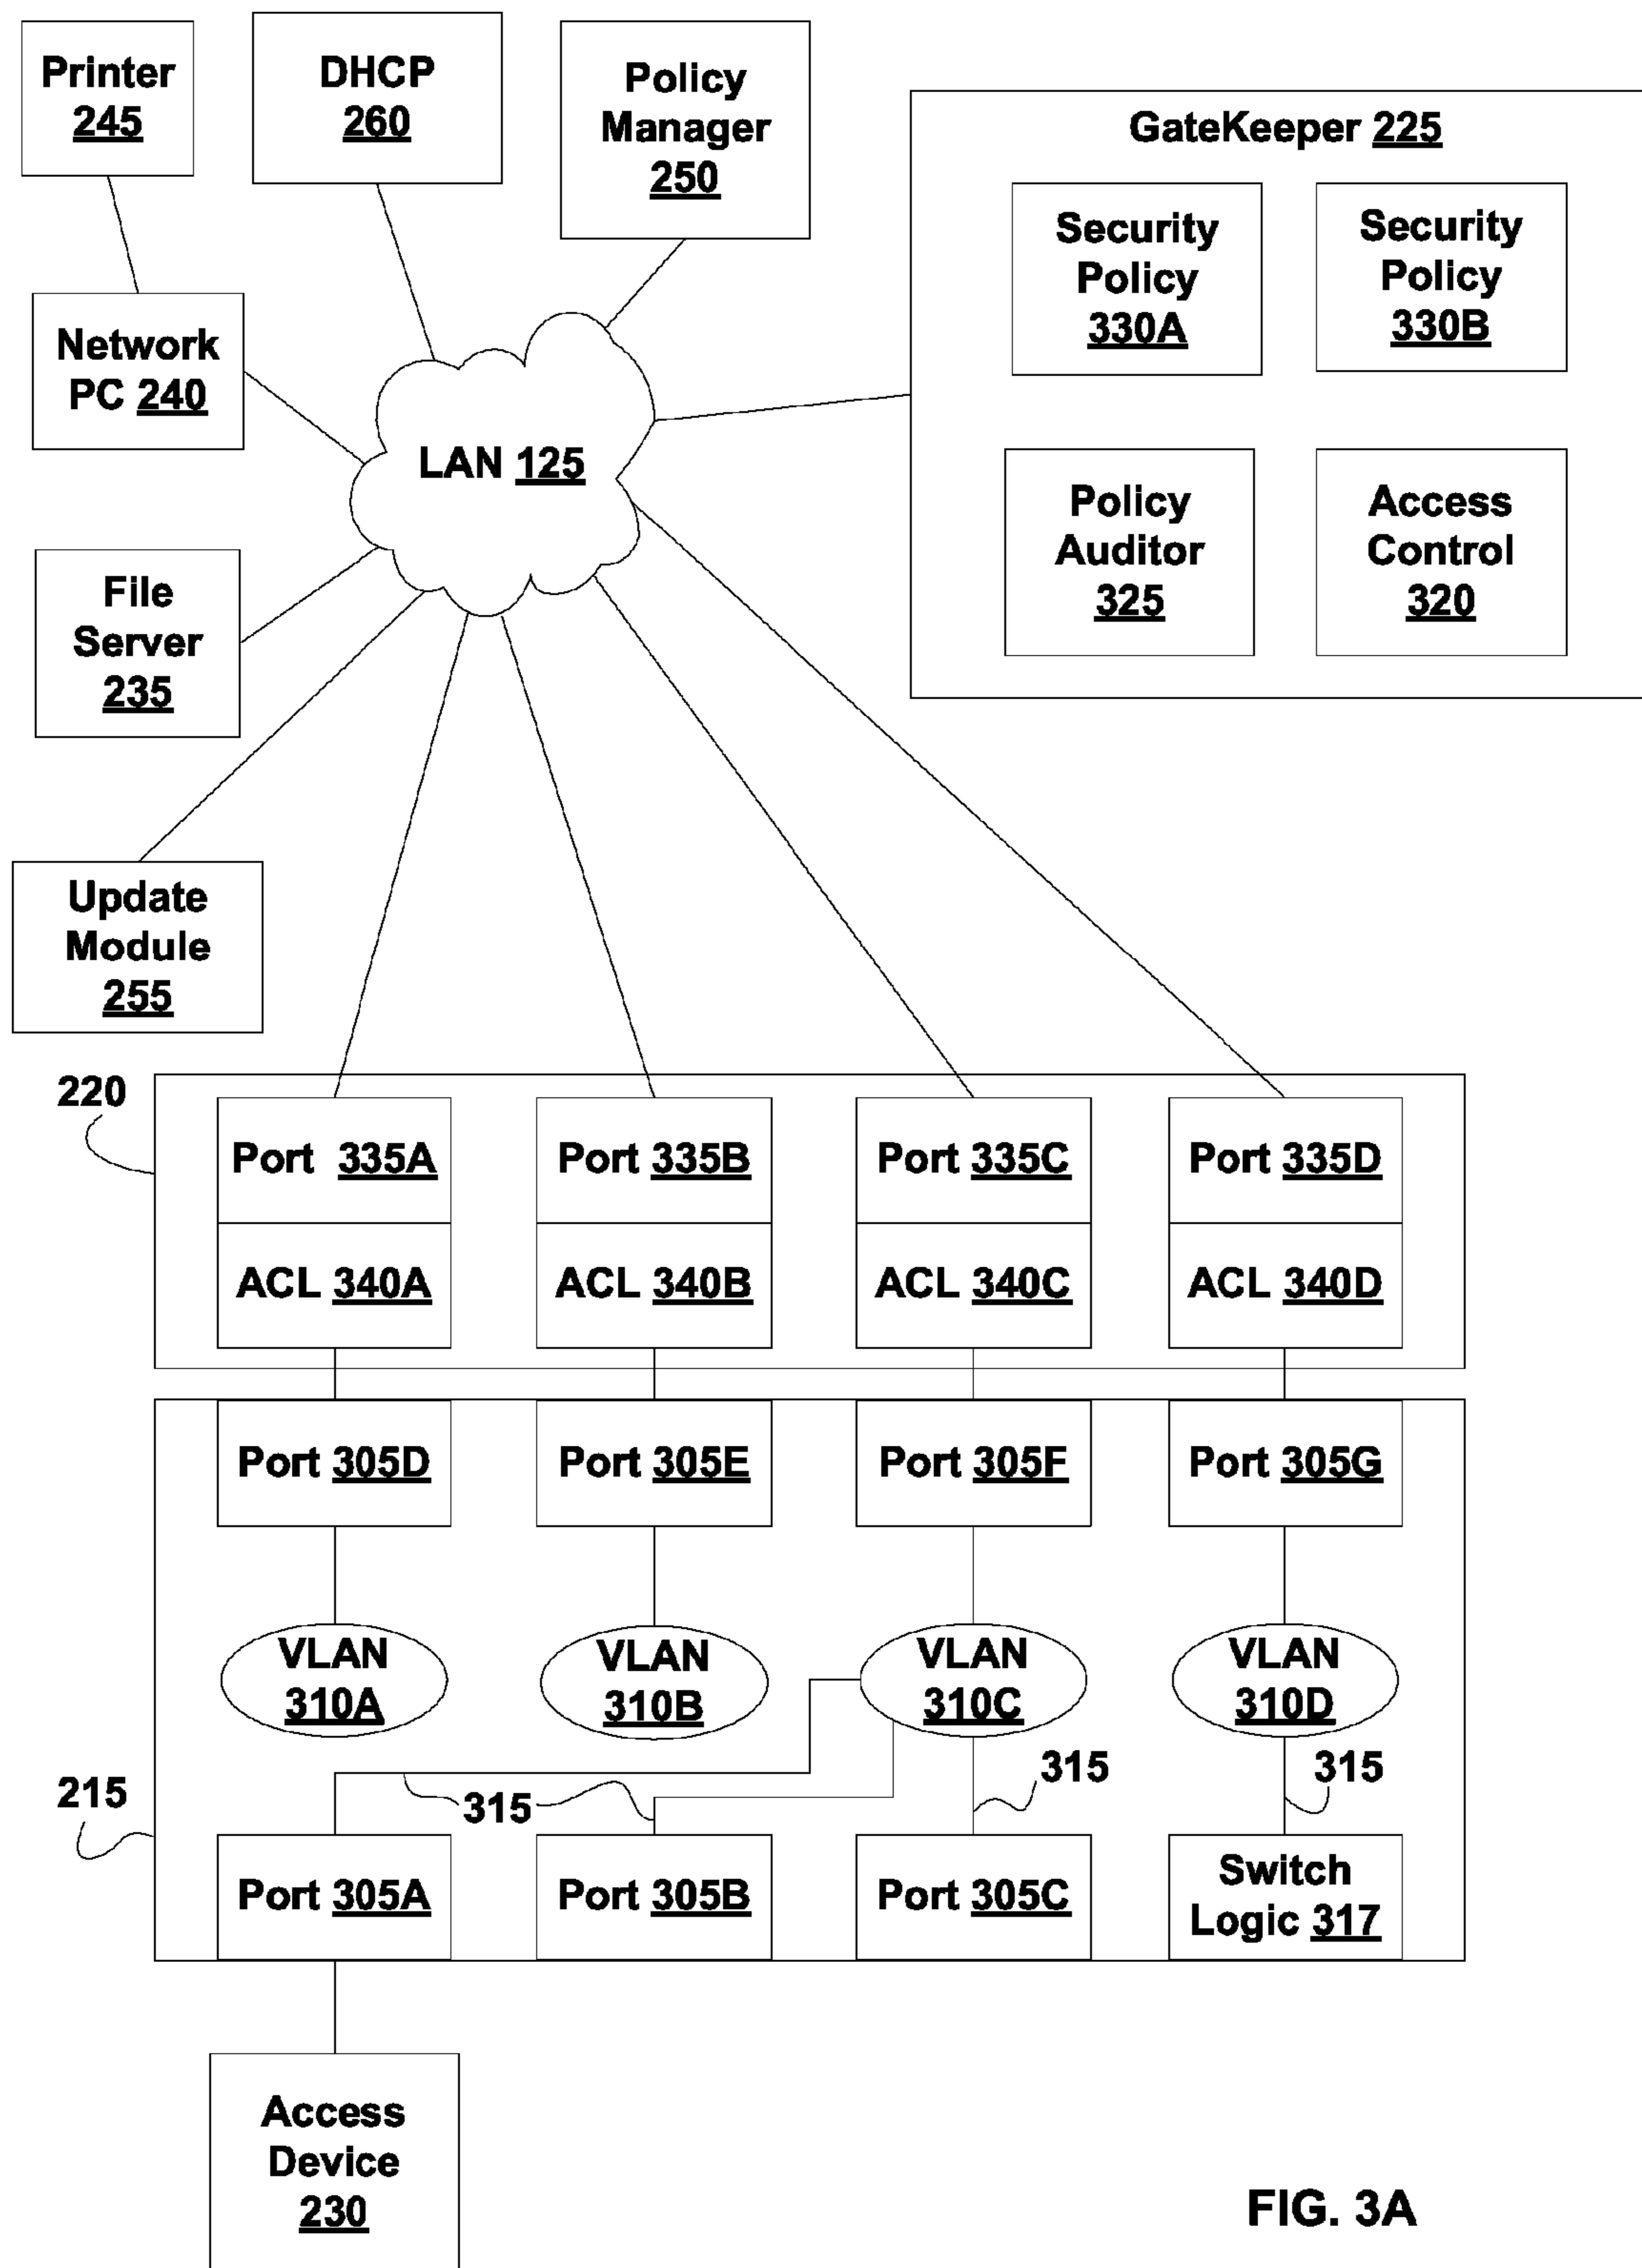 Printer
245
DHCP
260
Policy
Manager
250
GateKeeper 225
Security
Policy
330A
Security
Policy
330B
Network
PC 240
LAN 125
Policy
Auditor
325
Access
Control
320
File
Server
235
Update
Module
255
220
Port 335A
Port 335B
Port 335C
Port 335D
ACL 340A
ACL 340B
ACL 340C
ACL 340D
Port 305D
Port 305E
Port 305F
Port 305G
VLAN
310A
VLAN
310B
VLAN
310C
VLAN
310D
215
315
315
315
Port 305A
Port 305B
Port 305C
Switch
Logic 317
Access
Device
230
FIG. 3A